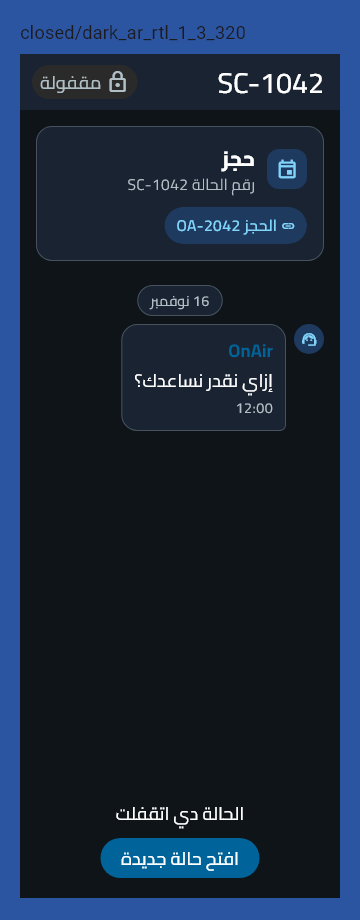 closed/dark_ar_rtl_1_3_320
SC-1042
مقفولة
حجز
رقم الحالة SC-1042
الحجز OA-2042
16 نوفمبر
OnAir
إزاي نقدر نساعدك؟
12:00
الحالة دي اتقفلت
افتح حالة جديدة